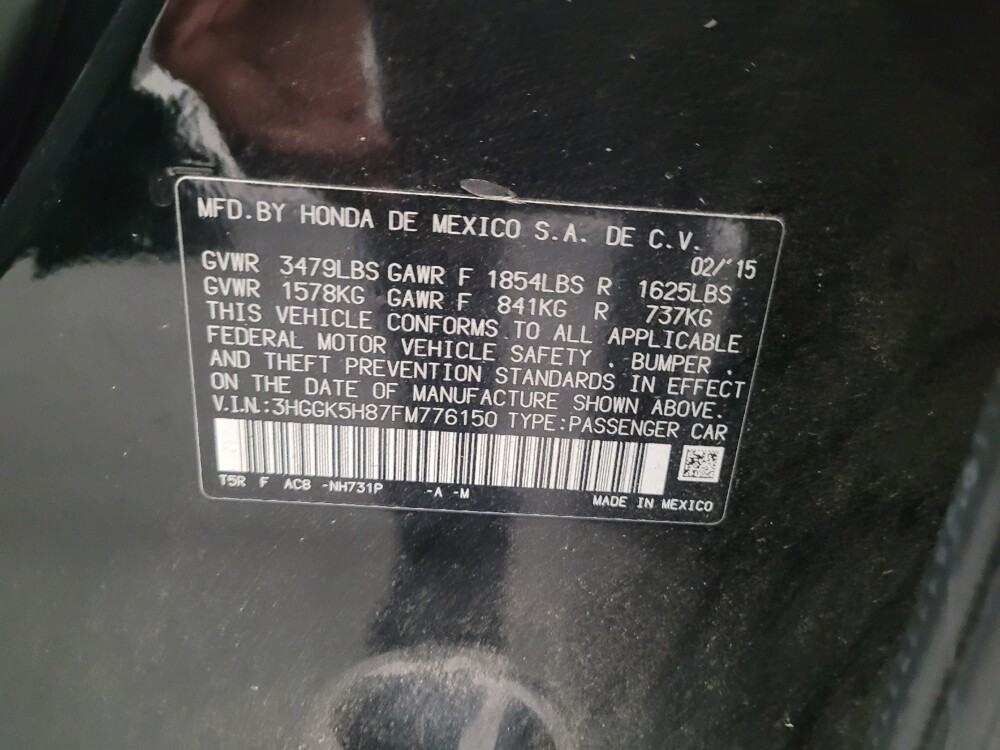 MFD.BY HONDA DE MEXICO S.A. DE C.V.
02/'15
GVWR 3479LBS GAWR F 1854LBS R 1625LBS
GVWR 1578KG GAWR F 841KG R 737KG
THIS VEHICLE CONFORMS TO ALL APPLICABLE
FEDERAL MOTOR VEHICLE SAFETY , BUMPER ,
AND THEFT PREVENTION STANDARDS IN EFFECT
ON THE DATE OF MANUFACTURE SHOWN ABOVE.
V.I.N.:3HGGK5H87FM776150 TYPE:PASSENGER CAR
T5R F AC8 -NH731P -A -M
MADE IN MEXICO